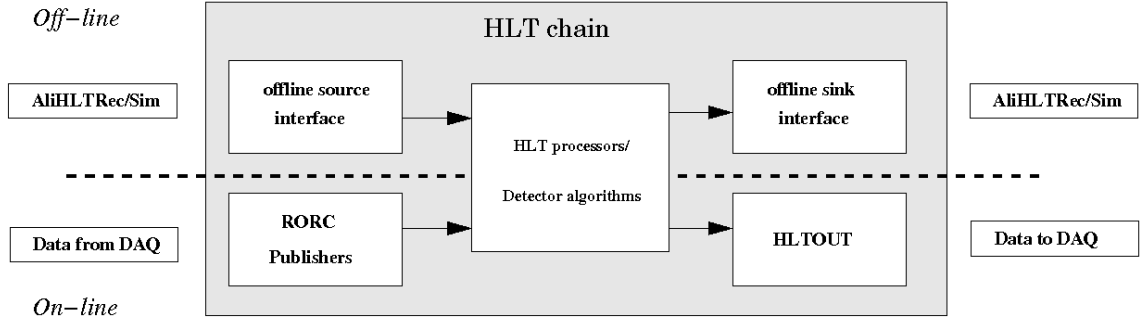 Off-line
HLT chain
AliHLTRec/Sim
offline source
interface
HLT processors/
Detector algorithms
offline sink
interface
AliHLTRec/Sim
Data from DAQ
RORC
Publishers
HLTOUT
Data to DAQ
On-line